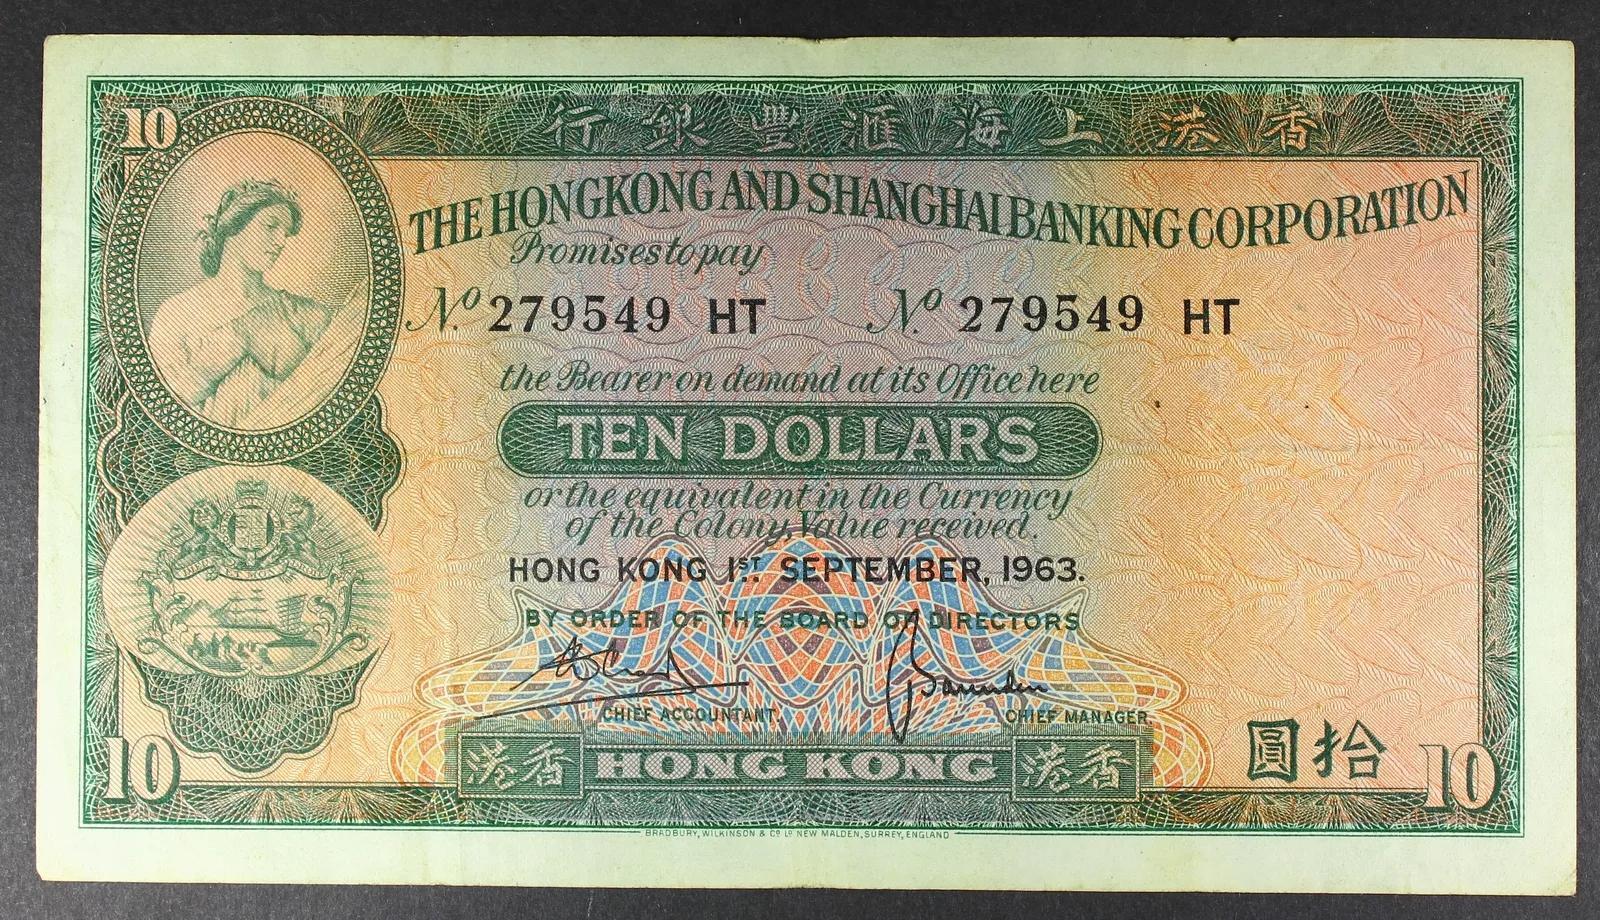 10
行銀豐滙海上港香
THE HONGKONG AND SHANGHAI BANKING CORPORATION
Promises to pay
No. 279549 HT No. 279549 HT
the Bearer on demand at its Office here
TEN DOLLARS
or the equivalent in the Currency
of the Colony, Value received.
HONG KONG 1ST. SEPTEMBER, 1963.
BY ORDER OF THE BOARD OF DIRECTORS
CHIEF ACCOUNTANT. CHIEF MANAGER.
圓拾
10 港香 HONG KONG 港香 10
BRADBURY, WILKINSON & Co. Ld. NEW MALDEN, SURREY, ENGLAND